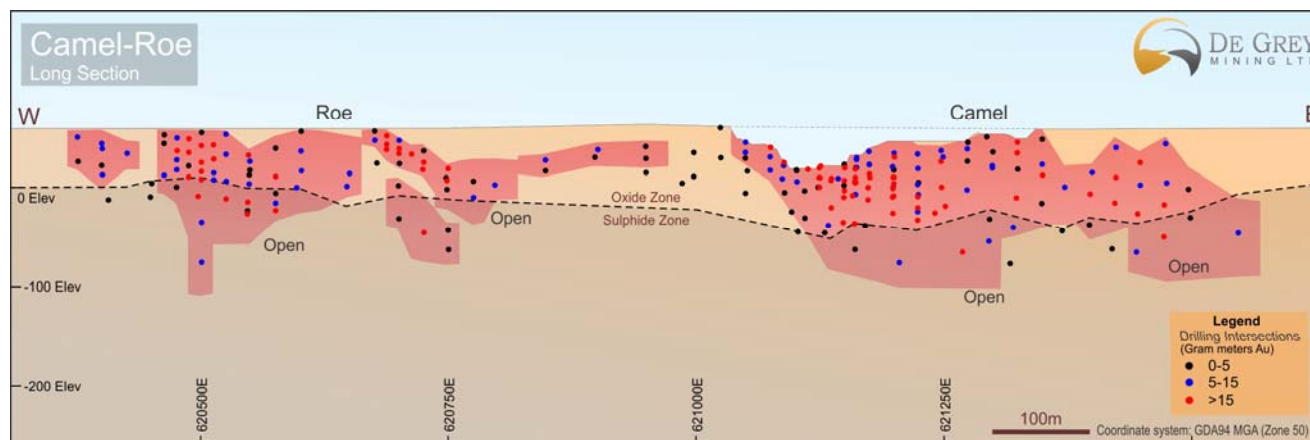 Camel-Roe
Long Section
DE GREY
MINING LT
W
Roe
Camel
E
0 Elev
Oxide Zone
Sulphide Zone
Open
Open
Open
Open
-100 Elev
-200 Elev
620500E
620750E
621000E
621250E
Legend
Drilling Intersections
(Gram meters Au)
0-5
5-15
>15
100m
Coordinate system: GDA94 MGA (Zone 50)